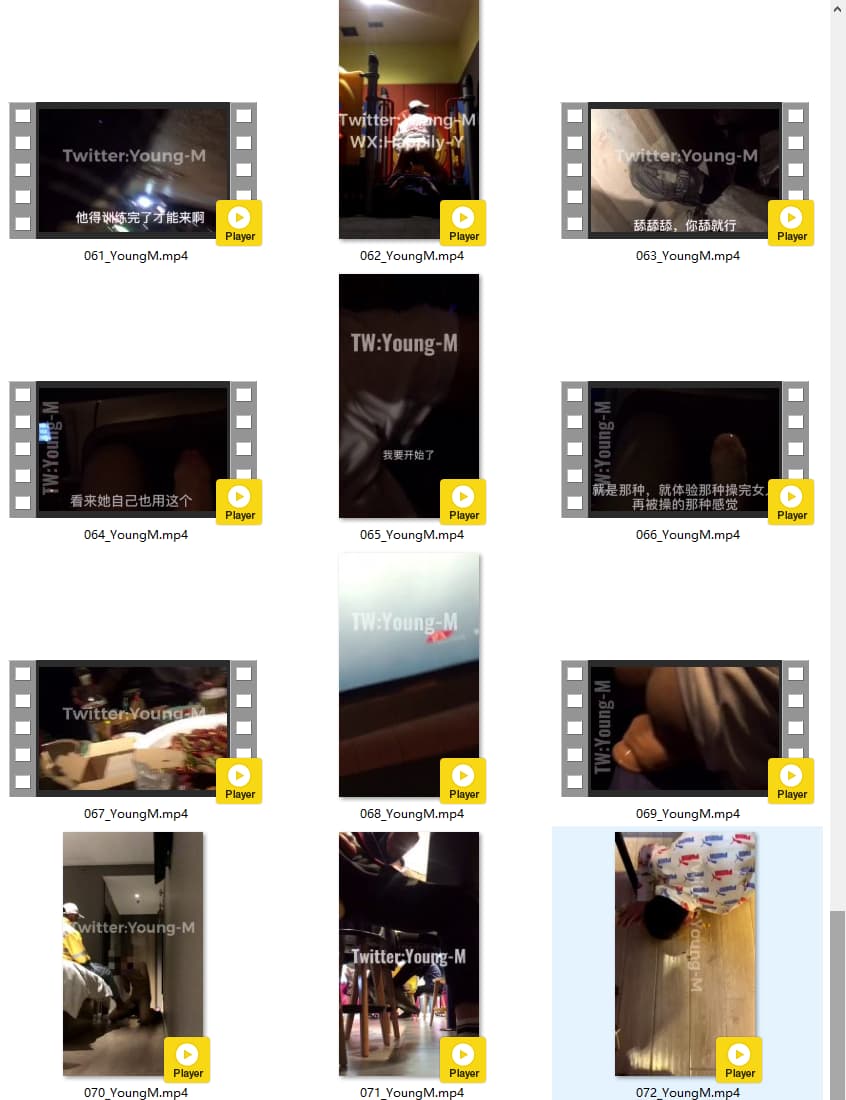 Twitter:Young-M
他得训练完了才能来啊
Player
061_YoungM.mp4
Twitter:Young-M
WX:Happily-Y
Player
062_YoungM.mp4
Twitter:Young-M
舔舔舔，你舔就行
Player
063_YoungM.mp4
TW:Young-M
看来她自己也用这个
Player
064_YoungM.mp4
TW:Young-M
我要开始了
Player
065_YoungM.mp4
TW:Young-M
就是那种，就体验那种操完女
再被操的那种感觉
Player
066_YoungM.mp4
Twitter:Young-M
Player
067_YoungM.mp4
TW:Young-M
Player
068_YoungM.mp4
TW:Young-M
Player
069_YoungM.mp4
Twitter:Young-M
Player
070_YoungM.mp4
Twitter:Young-M
Player
071_YoungM.mp4
Young-M
Player
072_YoungM.mp4